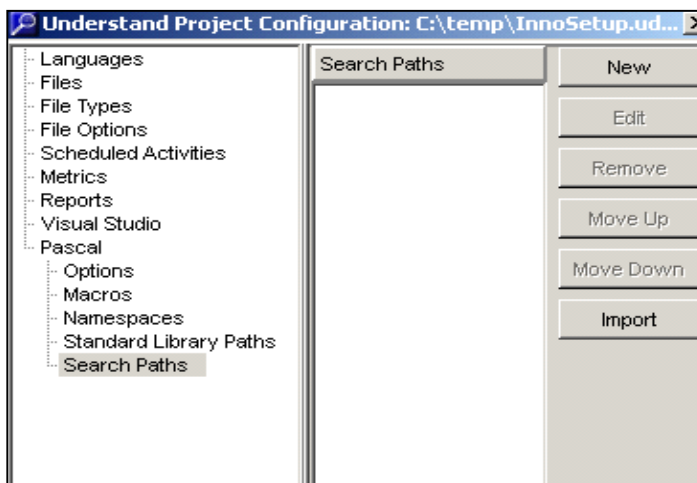 Understand Project Configuration: C:\temp\InnoSetup.ud...
Languages
Files
File Types
File Options
Scheduled Activities
Metrics
Reports
Visual Studio
Pascal
Options
Macros
Namespaces
Standard Library Paths
Search Paths
Search Paths
New
Edit
Remove
Move Up
Move Down
Import